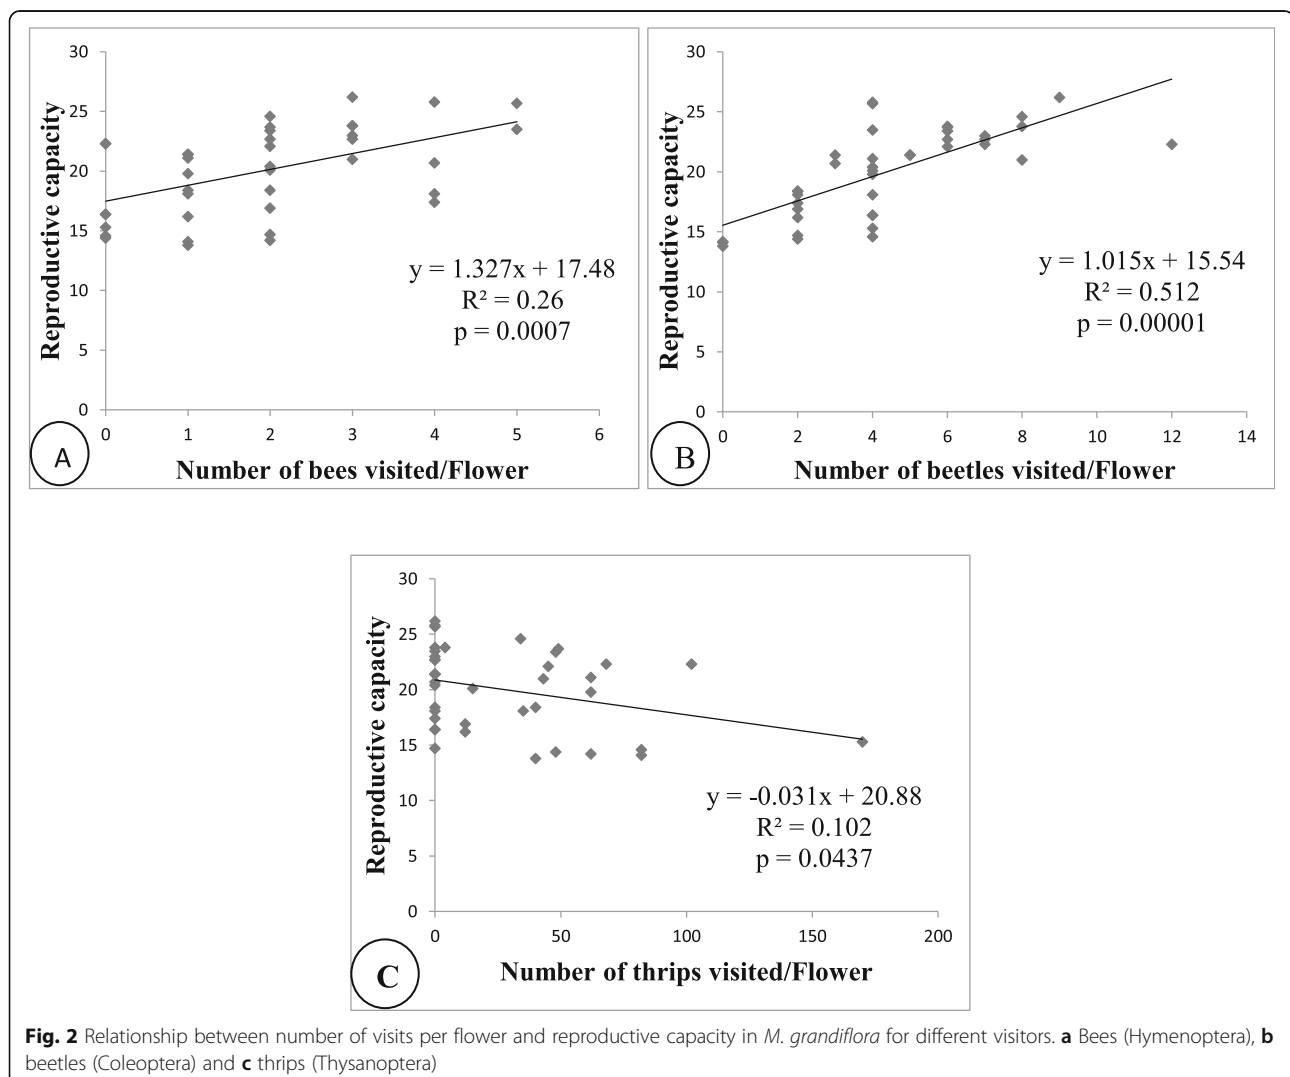 30
25
20
15
10
5
0
Reproductive capacity
y = 1.327x + 17.48
R² = 0.26
p = 0.0007
0 1 2 3 4 5 6
A
Number of bees visited/Flower
30
25
20
15
10
5
0
Reproductive capacity
y = 1.015x + 15.54
R² = 0.512
p = 0.00001
0 2 4 6 8 10 12 14
B
Number of beetles visited/Flower
30
25
20
15
10
5
0
Reproductive capacity
y = -0.031x + 20.88
R² = 0.102
p = 0.0437
0 50 100 150 200
C
Number of thrips visited/Flower
Fig. 2 Relationship between number of visits per flower and reproductive capacity in M. grandiflora for different visitors. a Bees (Hymenoptera), b
beetles (Coleoptera) and c thrips (Thysanoptera)